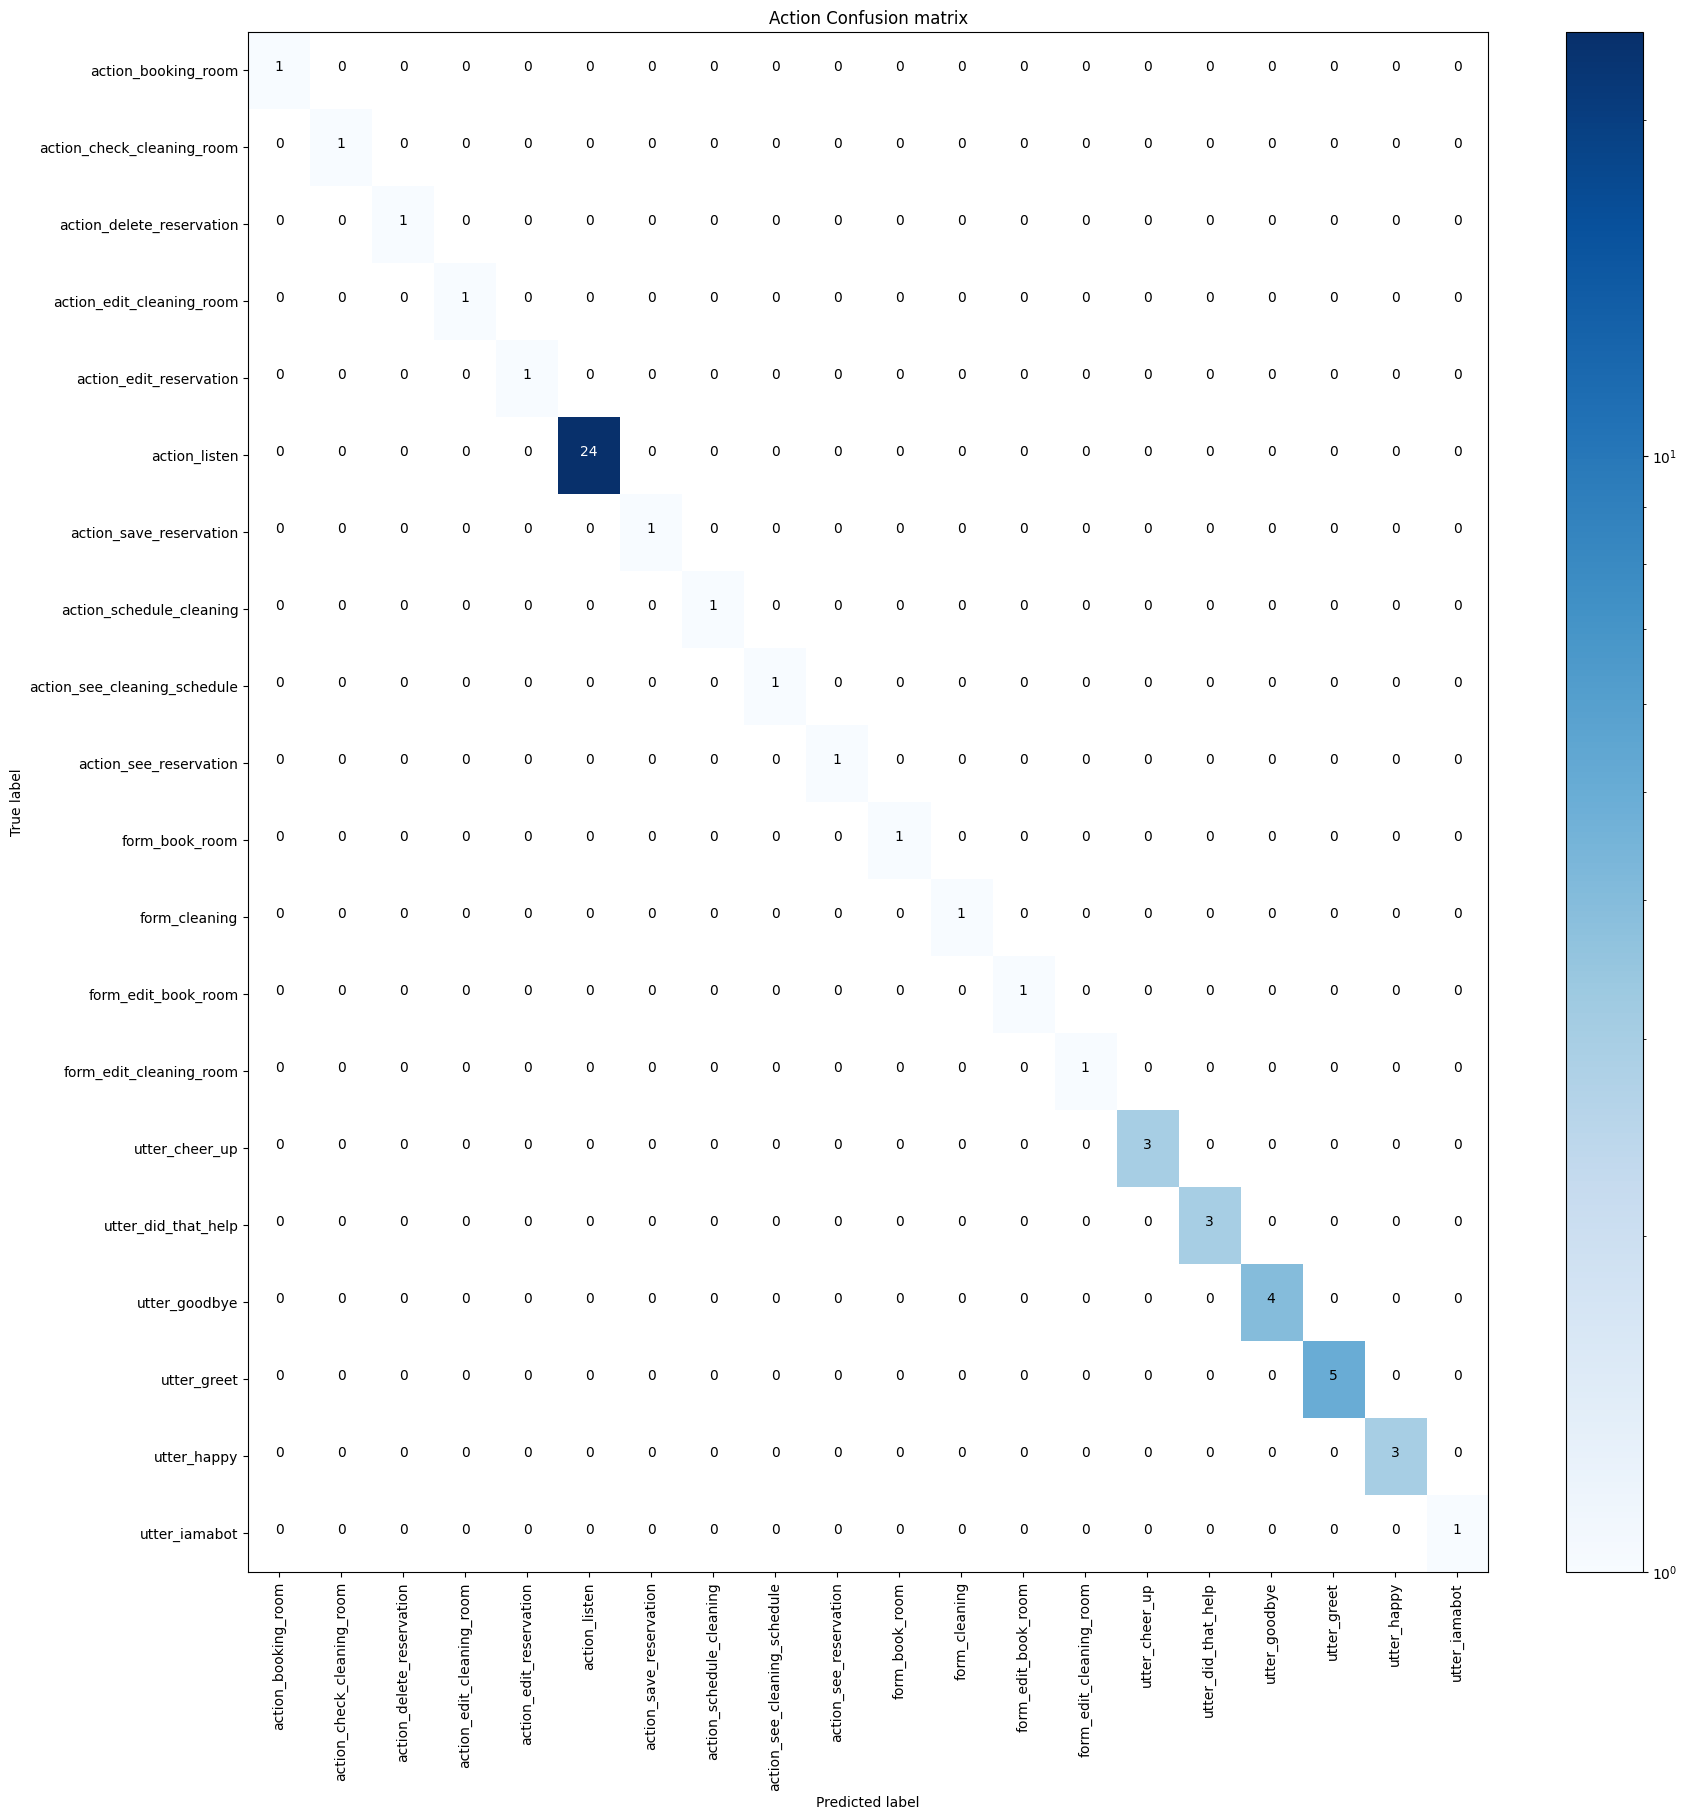 Action Confusion matrix
action_booking_room 1 0 0 0 0 0 0 0 0 0 0 0 0 0 0 0 0 0 0 0
action_check_cleaning_room 0 1 0 0 0 0 0 0 0 0 0 0 0 0 0 0 0 0 0 0
action_delete_reservation 0 0 1 0 0 0 0 0 0 0 0 0 0 0 0 0 0 0 0 0
action_edit_cleaning_room 0 0 0 1 0 0 0 0 0 0 0 0 0 0 0 0 0 0 0 0
action_edit_reservation 0 0 0 0 1 0 0 0 0 0 0 0 0 0 0 0 0 0 0 0
action_listen 0 0 0 0 0 24 0 0 0 0 0 0 0 0 0 0 0 0 0 0
action_save_reservation 0 0 0 0 0 0 1 0 0 0 0 0 0 0 0 0 0 0 0 0
action_schedule_cleaning 0 0 0 0 0 0 0 1 0 0 0 0 0 0 0 0 0 0 0 0
action_see_cleaning_schedule 0 0 0 0 0 0 0 0 1 0 0 0 0 0 0 0 0 0 0 0
action_see_reservation 0 0 0 0 0 0 0 0 0 1 0 0 0 0 0 0 0 0 0 0
form_book_room 0 0 0 0 0 0 0 0 0 0 1 0 0 0 0 0 0 0 0 0
form_cleaning 0 0 0 0 0 0 0 0 0 0 0 1 0 0 0 0 0 0 0 0
form_edit_book_room 0 0 0 0 0 0 0 0 0 0 0 0 1 0 0 0 0 0 0 0
form_edit_cleaning_room 0 0 0 0 0 0 0 0 0 0 0 0 0 1 0 0 0 0 0 0
utter_cheer_up 0 0 0 0 0 0 0 0 0 0 0 0 0 0 3 0 0 0 0 0
utter_did_that_help 0 0 0 0 0 0 0 0 0 0 0 0 0 0 0 3 0 0 0 0
utter_goodbye 0 0 0 0 0 0 0 0 0 0 0 0 0 0 0 0 4 0 0 0
utter_greet 0 0 0 0 0 0 0 0 0 0 0 0 0 0 0 0 0 5 0 0
utter_happy 0 0 0 0 0 0 0 0 0 0 0 0 0 0 0 0 0 0 3 0
utter_iamabot 0 0 0 0 0 0 0 0 0 0 0 0 0 0 0 0 0 0 0 1
True label
action_booking_room
action_check_cleaning_room
action_delete_reservation
action_edit_cleaning_room
action_edit_reservation
action_listen
action_save_reservation
action_schedule_cleaning
action_see_cleaning_schedule
action_see_reservation
form_book_room
form_cleaning
form_edit_book_room
form_edit_cleaning_room
utter_cheer_up
utter_did_that_help
utter_goodbye
utter_greet
utter_happy
utter_iamabot
Predicted label
10¹
10⁰